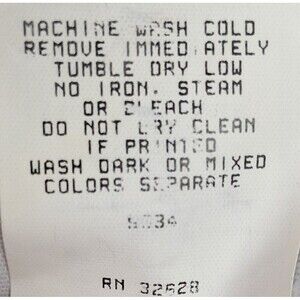 MACHINE WASH COLD
REMOVE IMMEDIATELY
TUMBLE DRY LOW
NO IRON, STEAM
OR BLEACH
DO NOT DRY CLEAN
IF PRINTED
WASH DARK OR MIXED
COLORS SEPARATE
RN 32628